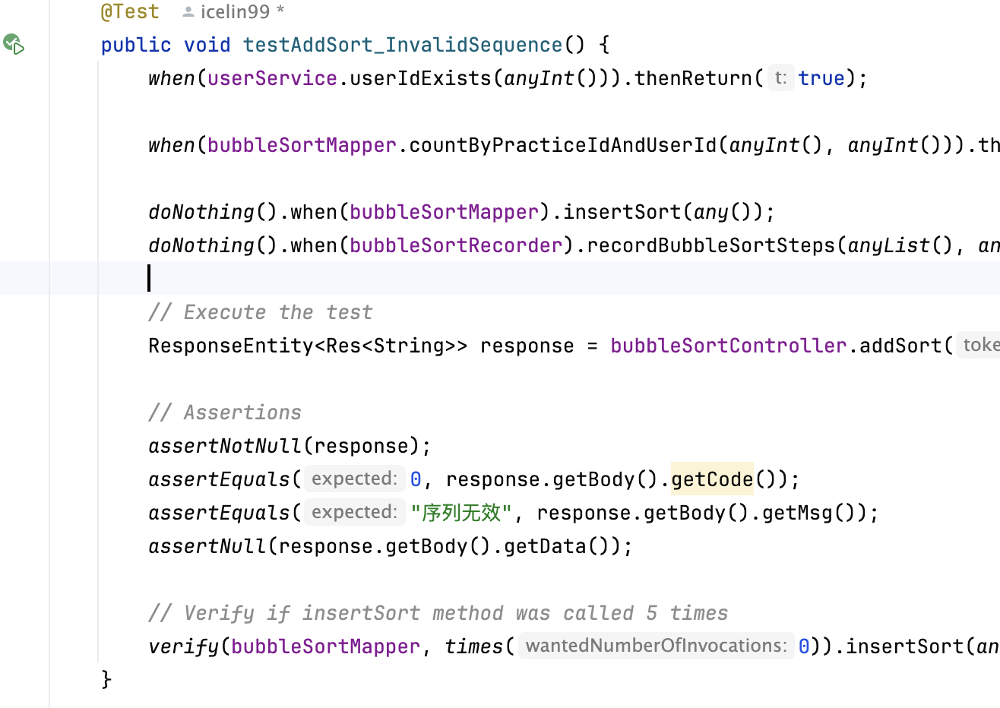 @Test icelin99 *
public void testAddSort_InvalidSequence() {
when(userService.userIdExists(anyInt())).thenReturn( t: true);
when(bubbleSortMapper.countByPracticeIdAndUserId(anyInt(), anyInt())).th
doNothing().when(bubbleSortMapper).insertSort(any());
doNothing().when(bubbleSortRecorder).recordBubbleSortSteps(anyList(), an
// Execute the test
ResponseEntity<Res<String>> response = bubbleSortController.addSort( toke
// Assertions
assertNotNull(response);
assertEquals( expected: 0, response.getBody().getCode());
assertEquals( expected: "序列无效", response.getBody().getMsg());
assertNull(response.getBody().getData());
// Verify if insertSort method was called 5 times
verify(bubbleSortMapper, times( wantedNumberOfInvocations: 0)).insertSort(an
}